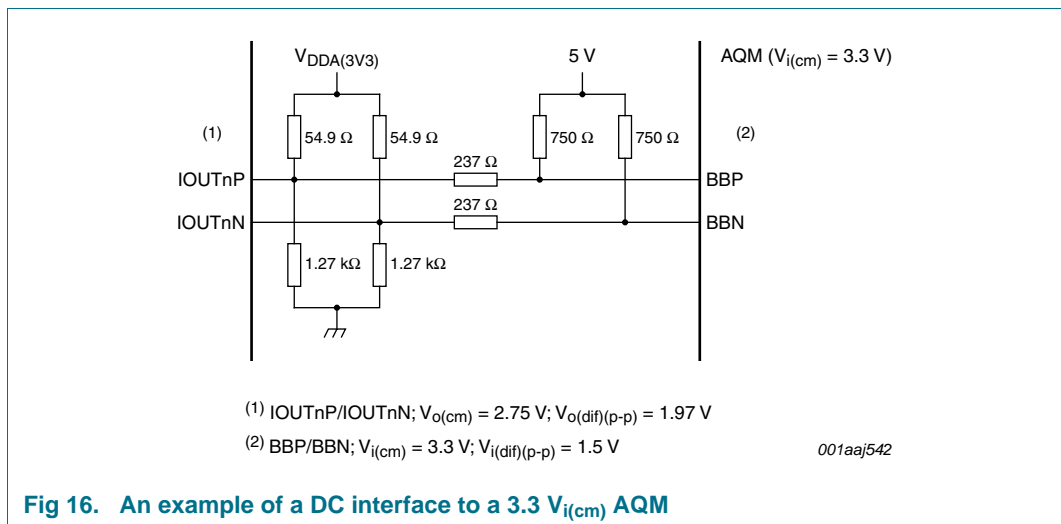 VDDA(3V3)
5 V
AQM (Vi(cm) = 3.3 V)
(1)
54.9 Ω
54.9 Ω
750 Ω
750 Ω
(2)
237 Ω
IOUTnP
BBP
237 Ω
IOUTnN
BBN
1.27 kΩ
1.27 kΩ
(1) IOUTnP/IOUTnN; Vo(cm) = 2.75 V; Vo(dif)(p-p) = 1.97 V
(2) BBP/BBN; Vi(cm) = 3.3 V; Vi(dif)(p-p) = 1.5 V
001aaj542
Fig 16. An example of a DC interface to a 3.3 Vi(cm) AQM